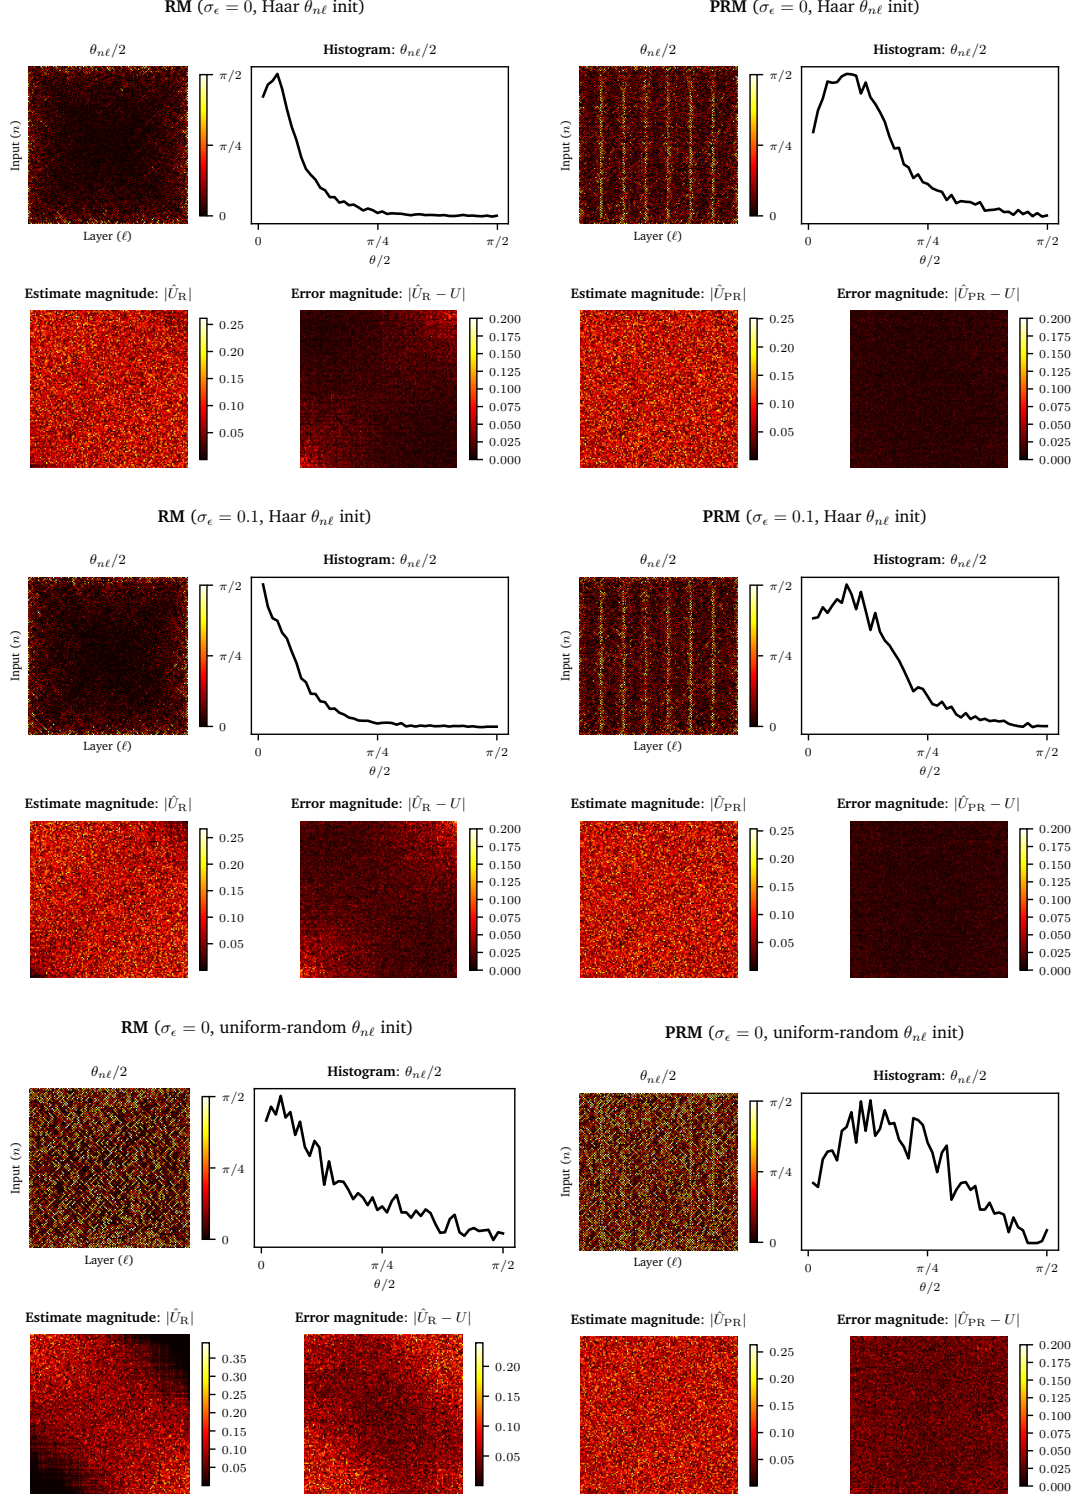 RM (σ_ϵ = 0, Haar θ_nℓ init)
θ_nℓ/2
Histogram: θ_nℓ/2
Input (n)
π/2
π/4
0
Layer (ℓ)
0 π/4 π/2
θ/2
Estimate magnitude: |Û_R|
0.25
0.20
0.15
0.10
0.05
Error magnitude: |Û_R − U|
0.200
0.175
0.150
0.125
0.100
0.075
0.050
0.025
0.000
PRM (σ_ϵ = 0, Haar θ_nℓ init)
θ_nℓ/2
Histogram: θ_nℓ/2
Input (n)
π/2
π/4
0
Layer (ℓ)
0 π/4 π/2
θ/2
Estimate magnitude: |Û_PR|
0.25
0.20
0.15
0.10
0.05
Error magnitude: |Û_PR − U|
0.200
0.175
0.150
0.125
0.100
0.075
0.050
0.025
0.000
RM (σ_ϵ = 0.1, Haar θ_nℓ init)
θ_nℓ/2
Histogram: θ_nℓ/2
Input (n)
π/2
π/4
0
Layer (ℓ)
0 π/4 π/2
θ/2
Estimate magnitude: |Û_R|
0.25
0.20
0.15
0.10
0.05
Error magnitude: |Û_R − U|
0.200
0.175
0.150
0.125
0.100
0.075
0.050
0.025
0.000
PRM (σ_ϵ = 0.1, Haar θ_nℓ init)
θ_nℓ/2
Histogram: θ_nℓ/2
Input (n)
π/2
π/4
0
Layer (ℓ)
0 π/4 π/2
θ/2
Estimate magnitude: |Û_PR|
0.25
0.20
0.15
0.10
0.05
Error magnitude: |Û_PR − U|
0.200
0.175
0.150
0.125
0.100
0.075
0.050
0.025
0.000
RM (σ_ϵ = 0, uniform-random θ_nℓ init)
θ_nℓ/2
Histogram: θ_nℓ/2
Input (n)
π/2
π/4
0
Layer (ℓ)
0 π/4 π/2
θ/2
Estimate magnitude: |Û_R|
0.35
0.30
0.25
0.20
0.15
0.10
0.05
Error magnitude: |Û_R − U|
0.20
0.15
0.10
0.05
PRM (σ_ϵ = 0, uniform-random θ_nℓ init)
θ_nℓ/2
Histogram: θ_nℓ/2
Input (n)
π/2
π/4
0
Layer (ℓ)
0 π/4 π/2
θ/2
Estimate magnitude: |Û_PR|
0.25
0.20
0.15
0.10
0.05
Error magnitude: |Û_PR − U|
0.200
0.175
0.150
0.125
0.100
0.075
0.050
0.025
0.000